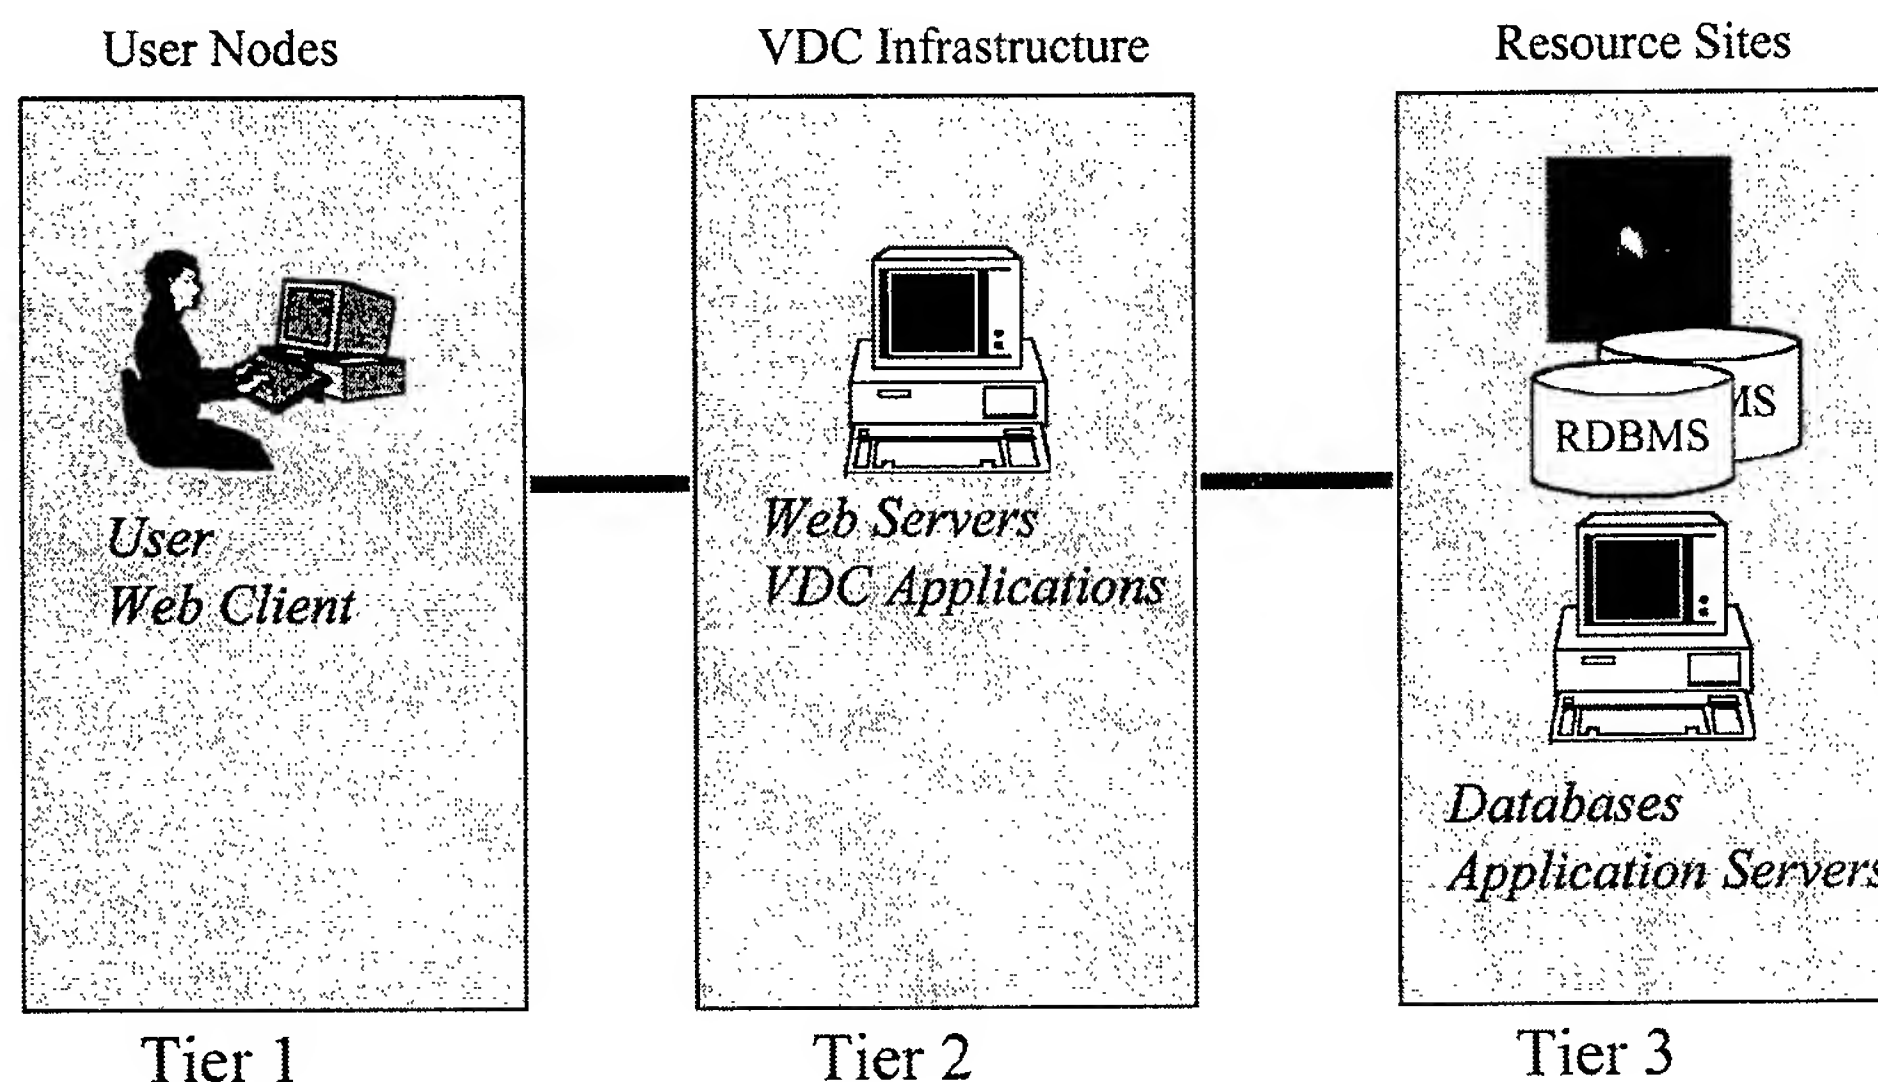 User Nodes
VDC Infrastructure
Resource Sites
User
Web Client
Web Servers
VDC Applications
RDBMS
MS
Databases
Application Servers
Tier 1
Tier 2
Tier 3